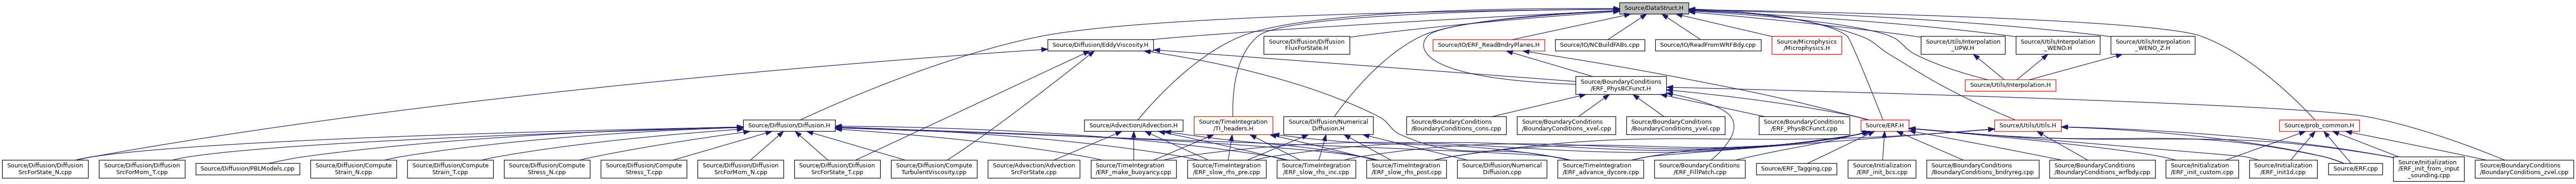 Source/DataStruct.H
Source/Diffusion/EddyViscosity.H
Source/Diffusion/Diffusion
FluxForState.H
Source/IO/ERF_ReadBndryPlanes.H
Source/IO/NCBuildFABs.cpp
Source/IO/ReadFromWRFBdy.cpp
Source/Microphysics
/Microphysics.H
Source/Utils/Interpolation
_UPW.H
Source/Utils/Interpolation
_WENO.H
Source/Utils/Interpolation
_WENO_Z.H
Source/BoundaryConditions
/ERF_PhysBCFunct.H
Source/Utils/Interpolation.H
Source/Diffusion/Diffusion.H
Source/Advection/Advection.H
Source/TimeIntegration
/TI_headers.H
Source/Diffusion/Numerical
Diffusion.H
Source/BoundaryConditions
/BoundaryConditions_cons.cpp
Source/BoundaryConditions
/BoundaryConditions_xvel.cpp
Source/BoundaryConditions
/BoundaryConditions_yvel.cpp
Source/BoundaryConditions
/ERF_PhysBCFunct.cpp
Source/ERF.H
Source/Utils/Utils.H
Source/prob_common.H
Source/Diffusion/Diffusion
SrcForState_N.cpp
Source/Diffusion/Diffusion
SrcForMom_T.cpp
Source/Diffusion/PBLModels.cpp
Source/Diffusion/Compute
Strain_N.cpp
Source/Diffusion/Compute
Strain_T.cpp
Source/Diffusion/Compute
Stress_N.cpp
Source/Diffusion/Compute
Stress_T.cpp
Source/Diffusion/Diffusion
SrcForMom_N.cpp
Source/Diffusion/Diffusion
SrcForState_T.cpp
Source/Diffusion/Compute
TurbulentViscosity.cpp
Source/Advection/Advection
SrcForState.cpp
Source/TimeIntegration
/ERF_make_buoyancy.cpp
Source/TimeIntegration
/ERF_slow_rhs_pre.cpp
Source/TimeIntegration
/ERF_slow_rhs_inc.cpp
Source/TimeIntegration
/ERF_slow_rhs_post.cpp
Source/Diffusion/Numerical
Diffusion.cpp
Source/TimeIntegration
/ERF_advance_dycore.cpp
Source/BoundaryConditions
/ERF_FillPatch.cpp
Source/ERF_Tagging.cpp
Source/Initialization
/ERF_init_bcs.cpp
Source/BoundaryConditions
/BoundaryConditions_bndryreg.cpp
Source/BoundaryConditions
/BoundaryConditions_wrfbdy.cpp
Source/Initialization
/ERF_init_custom.cpp
Source/Initialization
/ERF_init1d.cpp
Source/ERF.cpp
Source/Initialization
/ERF_init_from_input
_sounding.cpp
Source/BoundaryConditions
/BoundaryConditions_zvel.cpp